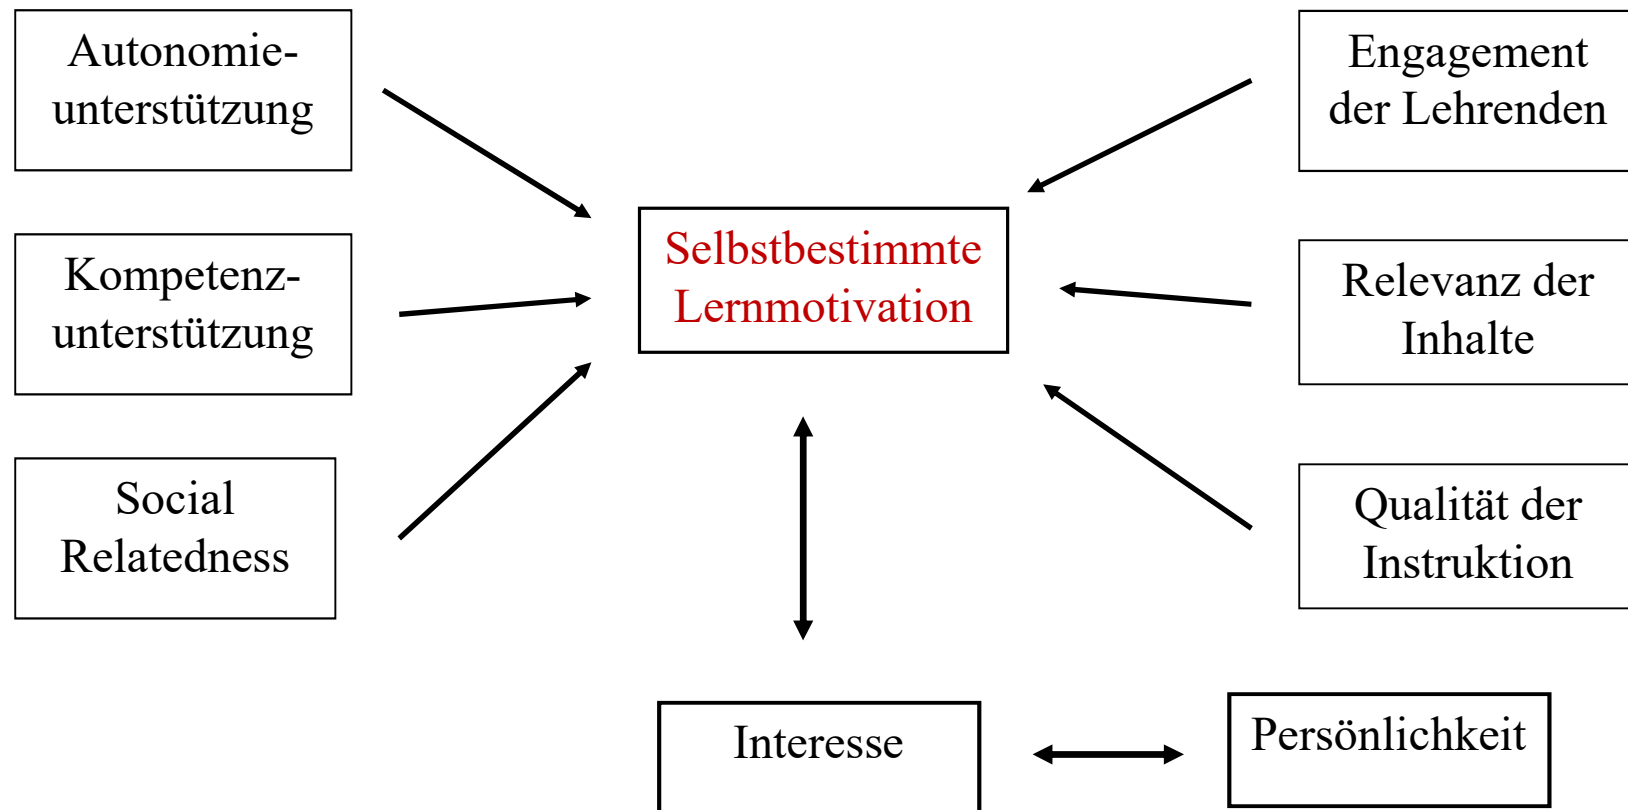 Autonomie-
unterstützung
Kompetenz-
unterstützung
Social
Relatedness
Selbstbestimmte
Lernmotivation
Engagement
der Lehrenden
Relevanz der
Inhalte
Qualität der
Instruktion
Interesse
Persönlichkeit